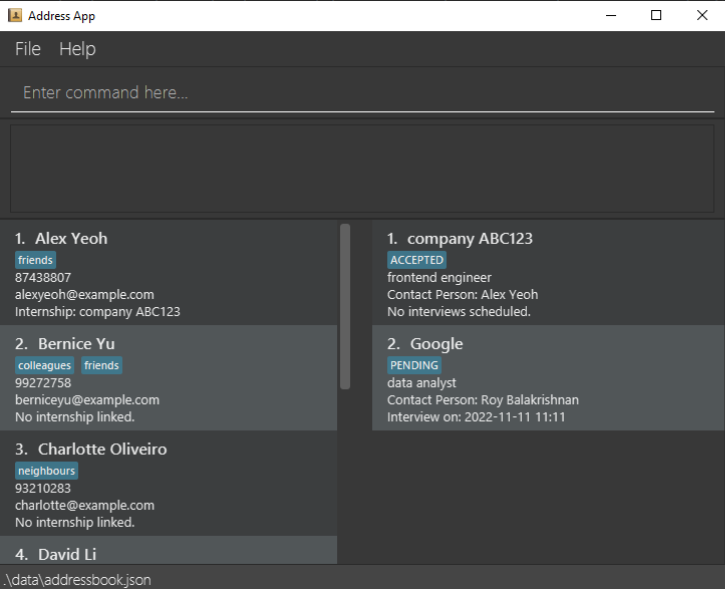 Address App
File Help
Enter command here...
1. Alex Yeoh
friends
87438807
alexyeoh@example.com
Internship: company ABC123
2. Bernice Yu
colleagues friends
99272758
berniceyu@example.com
No internship linked.
3. Charlotte Oliveiro
neighbours
93210283
charlotte@example.com
No internship linked.
4. David Li
1. company ABC123
ACCEPTED
frontend engineer
Contact Person: Alex Yeoh
No interviews scheduled.
2. Google
PENDING
data analyst
Contact Person: Roy Balakrishnan
Interview on: 2022-11-11 11:11
.\data\addressbook.json